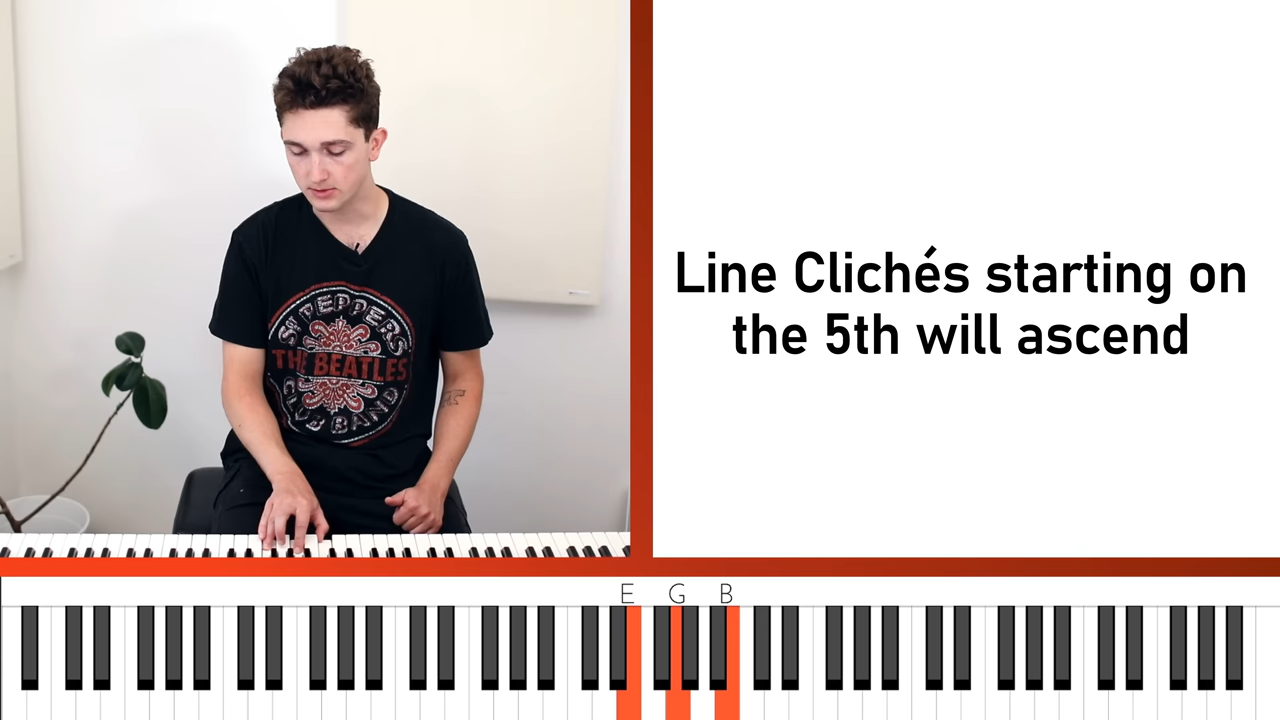 Line Clichés starting on
the 5th will ascend
Sgt PEPPERS
THE BEATLES
CLUB BAND
E G B